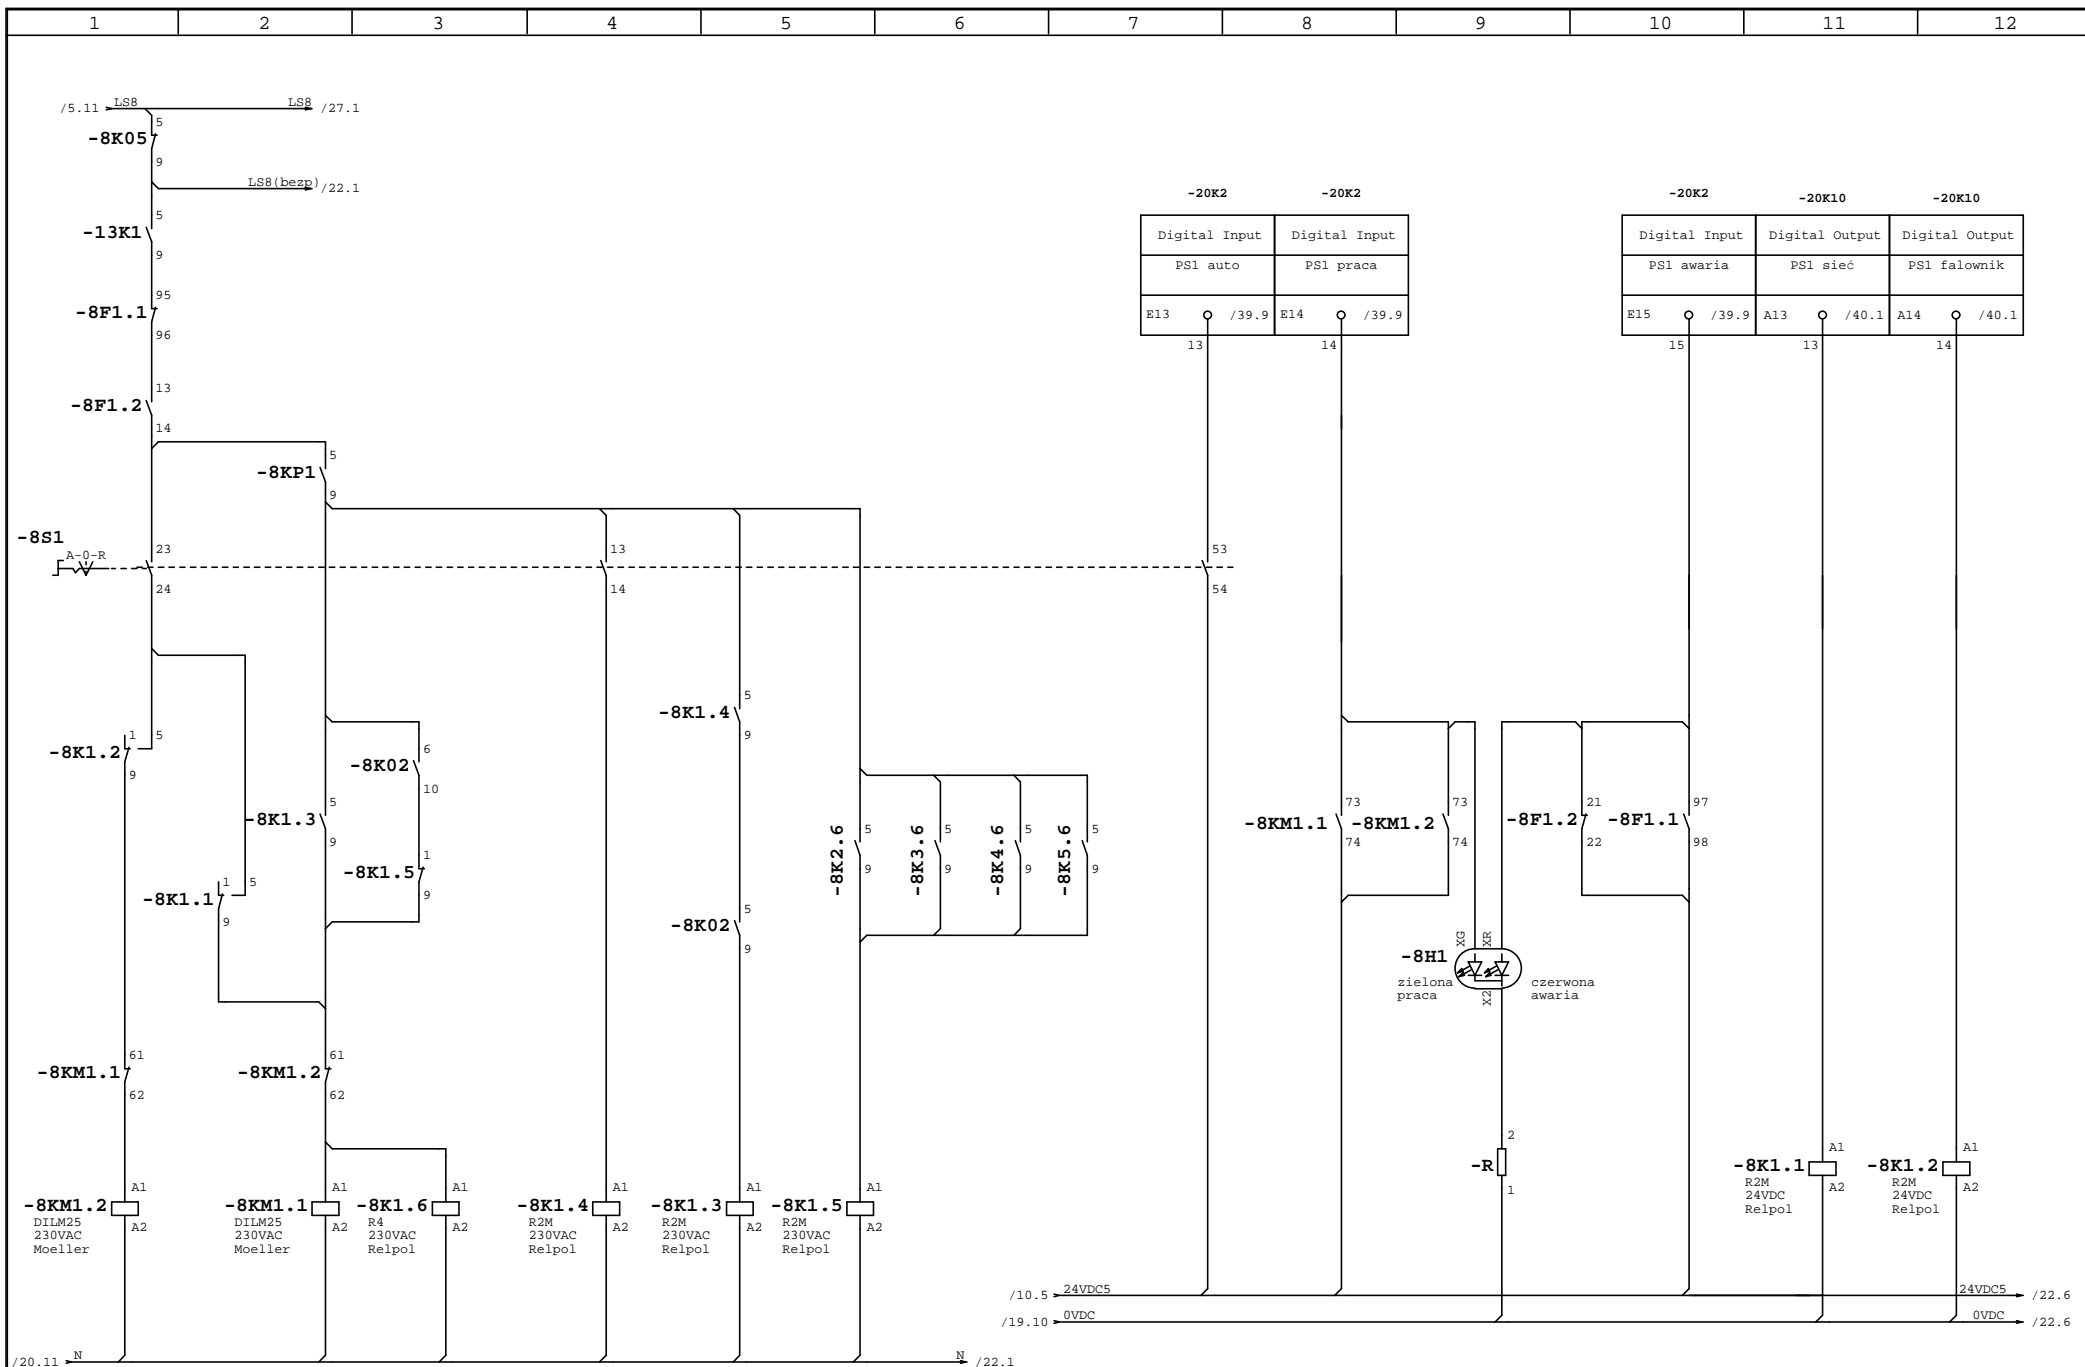 1 2 3 4 5 6 7 8 9 10 11 12
/5.11 LS8 LS8 /27.1
5
-8K05
9
LS8(bezp) /22.1
5
-13K1
9
95
-8F1.1
96
13
-8F1.2
14
5
-8KP1
9
-8S1
A-0-R
23
24
13
14
53
54
-20K2 -20K2 -20K2 -20K10 -20K10
Digital Input Digital Input Digital Input Digital Output Digital Output
PS1 auto PS1 praca PS1 awaria PS1 sieć PS1 falownik
E13 /39.9 E14 /39.9 E15 /39.9 A13 /40.1 A14 /40.1
13 14 15 13 14
1 5
-8K1.2
9
6
-8K02
10
5
-8K1.3
9
1
-8K1.5
9
1 5
-8K1.1
9
5
-8K1.4
9
5
-8K02
9
5
-8K2.6
9
5
-8K3.6
9
5
-8K4.6
9
5
-8K5.6
9
73
-8KM1.1
74
73
-8KM1.2
74
21
-8F1.2
22
97
-8F1.1
98
XG XR
-8H1
X2
zielona
praca
czerwona
awaria
61
-8KM1.1
62
61
-8KM1.2
62
2
-R
1
A1
-8KM1.2
A2
DILM25
230VAC
Moeller
A1
-8KM1.1
A2
DILM25
230VAC
Moeller
A1
-8K1.6
A2
R4
230VAC
Relpol
A1
-8K1.4
A2
R2M
230VAC
Relpol
A1
-8K1.3
A2
R2M
230VAC
Relpol
A1
-8K1.5
A2
R2M
230VAC
Relpol
A1
-8K1.1
A2
R2M
24VDC
Relpol
A1
-8K1.2
A2
R2M
24VDC
Relpol
/10.5 24VDC5 24VDC5 /22.6
/19.10 0VDC 0VDC /22.6
/20.11 N N /22.1